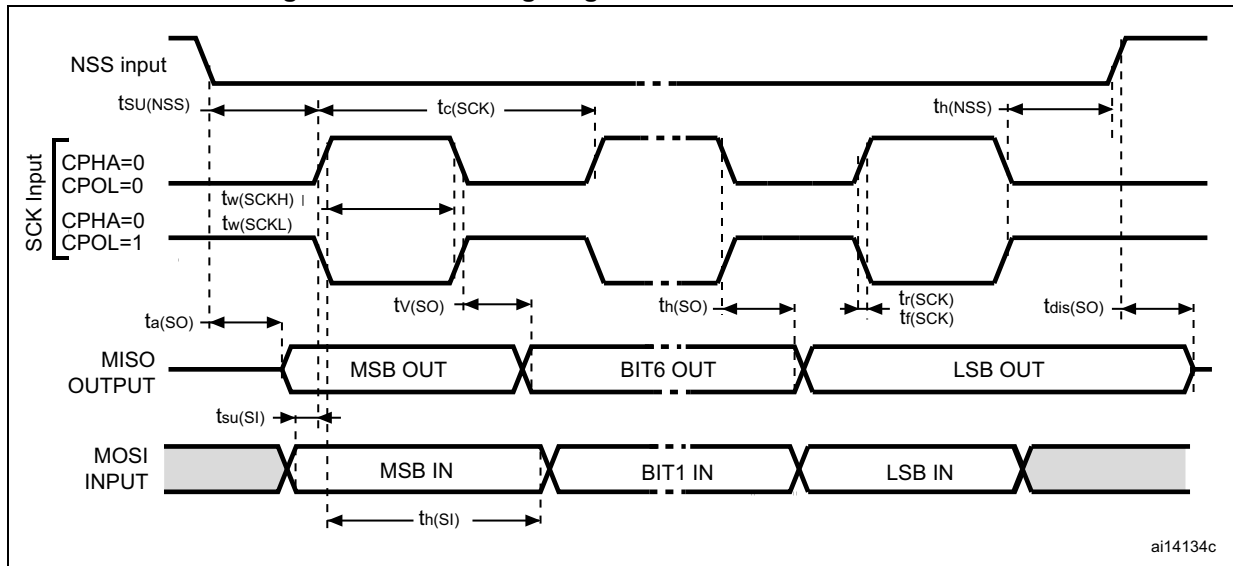 NSS input
tSU(NSS)
tc(SCK)
th(NSS)
SCK Input
CPHA=0
CPOL=0
tw(SCKH)
CPHA=0
tw(SCKL)
CPOL=1
tV(SO)
th(SO)
tr(SCK)
tf(SCK)
ta(SO)
tdis(SO)
MISO
OUTPUT
MSB OUT
BIT6 OUT
LSB OUT
tsu(SI)
MOSI
INPUT
MSB IN
BIT1 IN
LSB IN
th(SI)
ai14134c